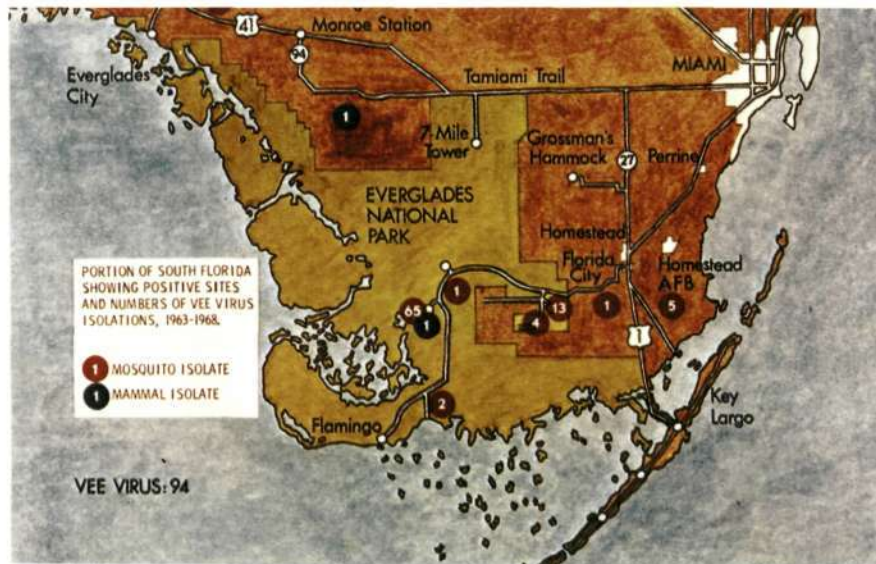 41
Monroe Station
94
Everglades
City
Tamiami Trail
MIAMI
1
7-Mile
Tower
Grossman's
Hammock
27
Perrine
EVERGLADES
NATIONAL
PARK
Homestead
Florida
City
Homestead
AFB
PORTION OF SOUTH FLORIDA
SHOWING POSITIVE SITES
AND NUMBERS OF VEE VIRUS
ISOLATIONS, 1963-1968.
1 MOSQUITO ISOLATE
1 MAMMAL ISOLATE
1
65
1
4
13
1
5
1
2
Flamingo
Key
Largo
VEE VIRUS: 94